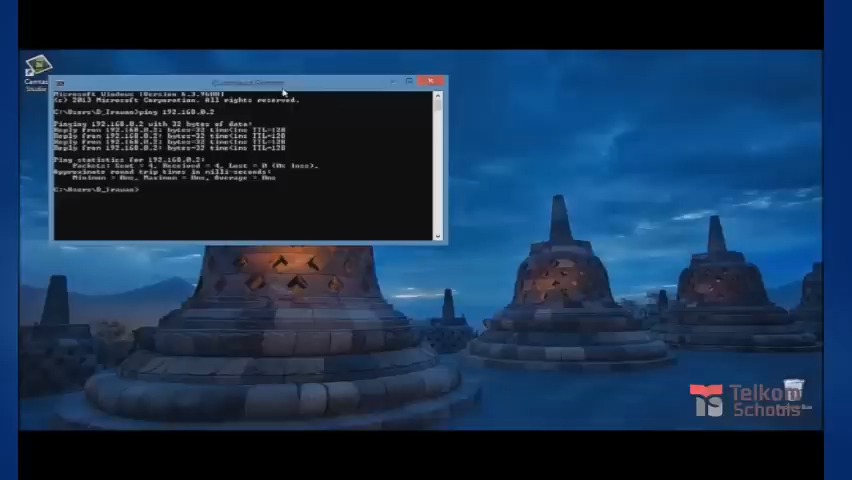 Camtas
Studio
Command Prompt
Microsoft Windows [Version 6.3.9600]
(c) 2013 Microsoft Corporation. All rights reserved.
C:\Users\D_Irawan>ping 192.168.0.2
Pinging 192.168.0.2 with 32 bytes of data:
Reply from 192.168.0.2: bytes=32 time<1ms TTL=128
Reply from 192.168.0.2: bytes=32 time<1ms TTL=128
Reply from 192.168.0.2: bytes=32 time<1ms TTL=128
Reply from 192.168.0.2: bytes=32 time<1ms TTL=128
Ping statistics for 192.168.0.2:
Packets: Sent = 4, Received = 4, Lost = 0 (0% loss),
Approximate round trip times in milli-seconds:
Minimum = 0ms, Maximum = 0ms, Average = 0ms
C:\Users\D_Irawan>
Telkom
Schools
Bin